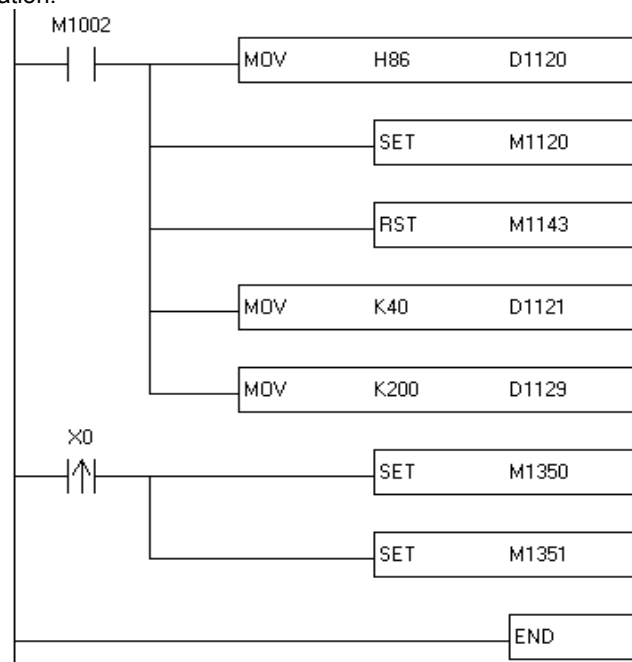 ation.
M1002
MOV H86 D1120
SET M1120
RST M1143
MOV K40 D1121
MOV K200 D1129
X0
SET M1350
SET M1351
END